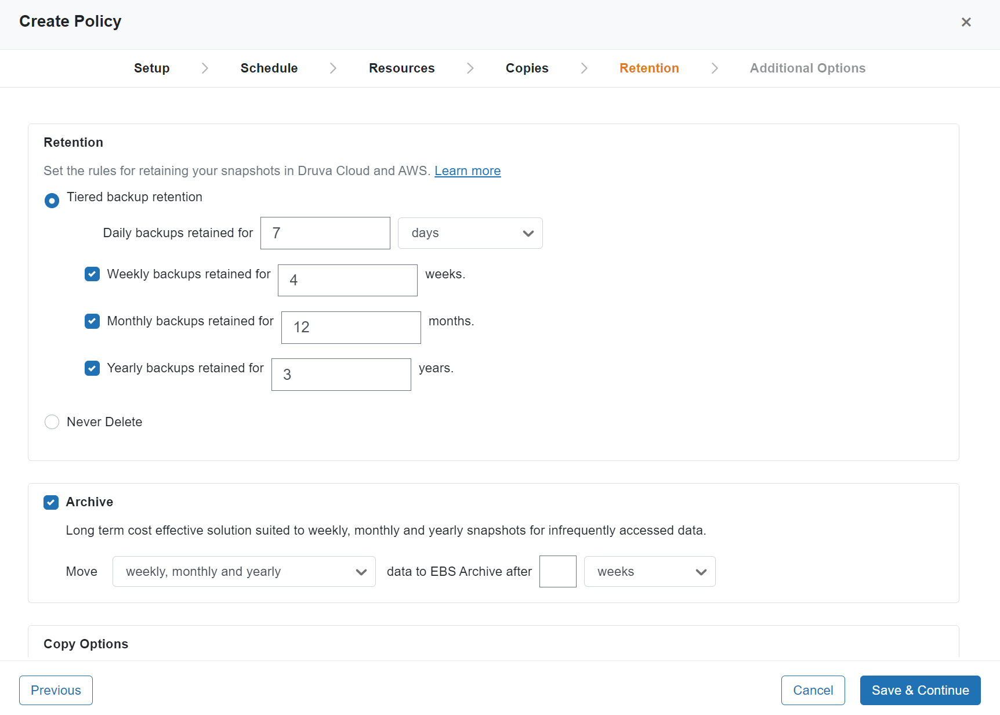 Create Policy
Setup Schedule Resources Copies Retention Additional Options
Retention
Set the rules for retaining your snapshots in Druva Cloud and AWS. Learn more
Tiered backup retention
Daily backups retained for 7 days
Weekly backups retained for 4 weeks.
Monthly backups retained for 12 months.
Yearly backups retained for 3 years.
Never Delete
Archive
Long term cost effective solution suited to weekly, monthly and yearly snapshots for infrequently accessed data.
Move weekly, monthly and yearly data to EBS Archive after weeks
Copy Options
Previous Cancel Save & Continue